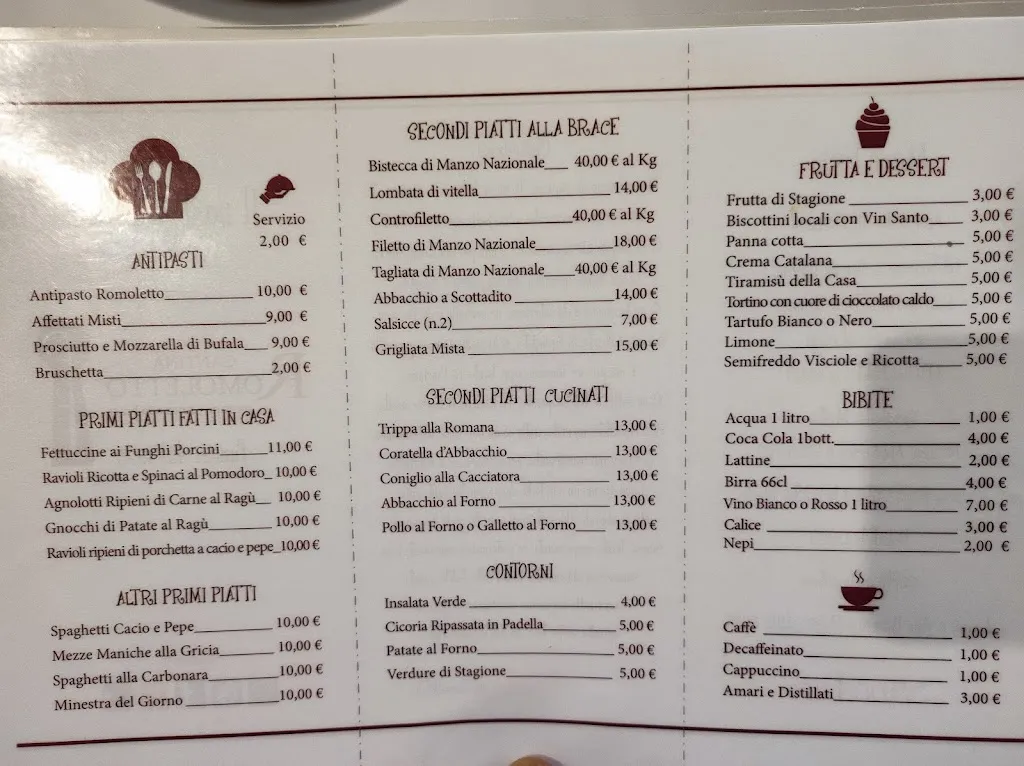 Servizio
2,00 €
ANTIPASTI
Antipasto Romoletto 10,00 €
Affettati Misti 9,00 €
Prosciutto e Mozzarella di Bufala 9,00 €
Bruschetta 2,00 €
PRIMI PIATTI FATTI IN CASA
Fettuccine ai Funghi Porcini 11,00 €
Ravioli Ricotta e Spinaci al Pomodoro 10,00 €
Agnolotti Ripieni di Carne al Ragù 10,00 €
Gnocchi di Patate al Ragù 10,00 €
Ravioli ripieni di porchetta a cacio e pepe 10,00 €
ALTRI PRIMI PIATTI
Spaghetti Cacio e Pepe 10,00 €
Mezze Maniche alla Gricia 10,00 €
Spaghetti alla Carbonara 10,00 €
Minestra del Giorno 10,00 €
SECONDI PIATTI ALLA BRACE
Bistecca di Manzo Nazionale 40,00 € al Kg
Lombata di vitella 14,00 €
Controfiletto 40,00 € al Kg
Filetto di Manzo Nazionale 18,00 €
Tagliata di Manzo Nazionale 40,00 € al Kg
Abbacchio a Scottadito 14,00 €
Salsicce (n.2) 7,00 €
Grigliata Mista 15,00 €
SECONDI PIATTI CUCINATI
Trippa alla Romana 13,00 €
Coratella d'Abbacchio 13,00 €
Coniglio alla Cacciatora 13,00 €
Abbacchio al Forno 13,00 €
Pollo al Forno o Galletto al Forno 13,00 €
CONTORNI
Insalata Verde 4,00 €
Cicoria Ripassata in Padella 5,00 €
Patate al Forno 5,00 €
Verdure di Stagione 5,00 €
FRUTTA E DESSERT
Frutta di Stagione 3,00 €
Biscottini locali con Vin Santo 3,00 €
Panna cotta 5,00 €
Crema Catalana 5,00 €
Tiramisù della Casa 5,00 €
Tortino con cuore di cioccolato caldo 5,00 €
Tartufo Bianco o Nero 5,00 €
Limone 5,00 €
Semifreddo Visciole e Ricotta 5,00 €
BIBITE
Acqua 1 litro 1,00 €
Coca Cola 1bott. 4,00 €
Lattine 2,00 €
Birra 66cl 4,00 €
Vino Bianco o Rosso 1 litro 7,00 €
Calice 3,00 €
Nepi 2,00 €
Caffè 1,00 €
Decaffeinato 1,00 €
Cappuccino 1,00 €
Amari e Distillati 3,00 €